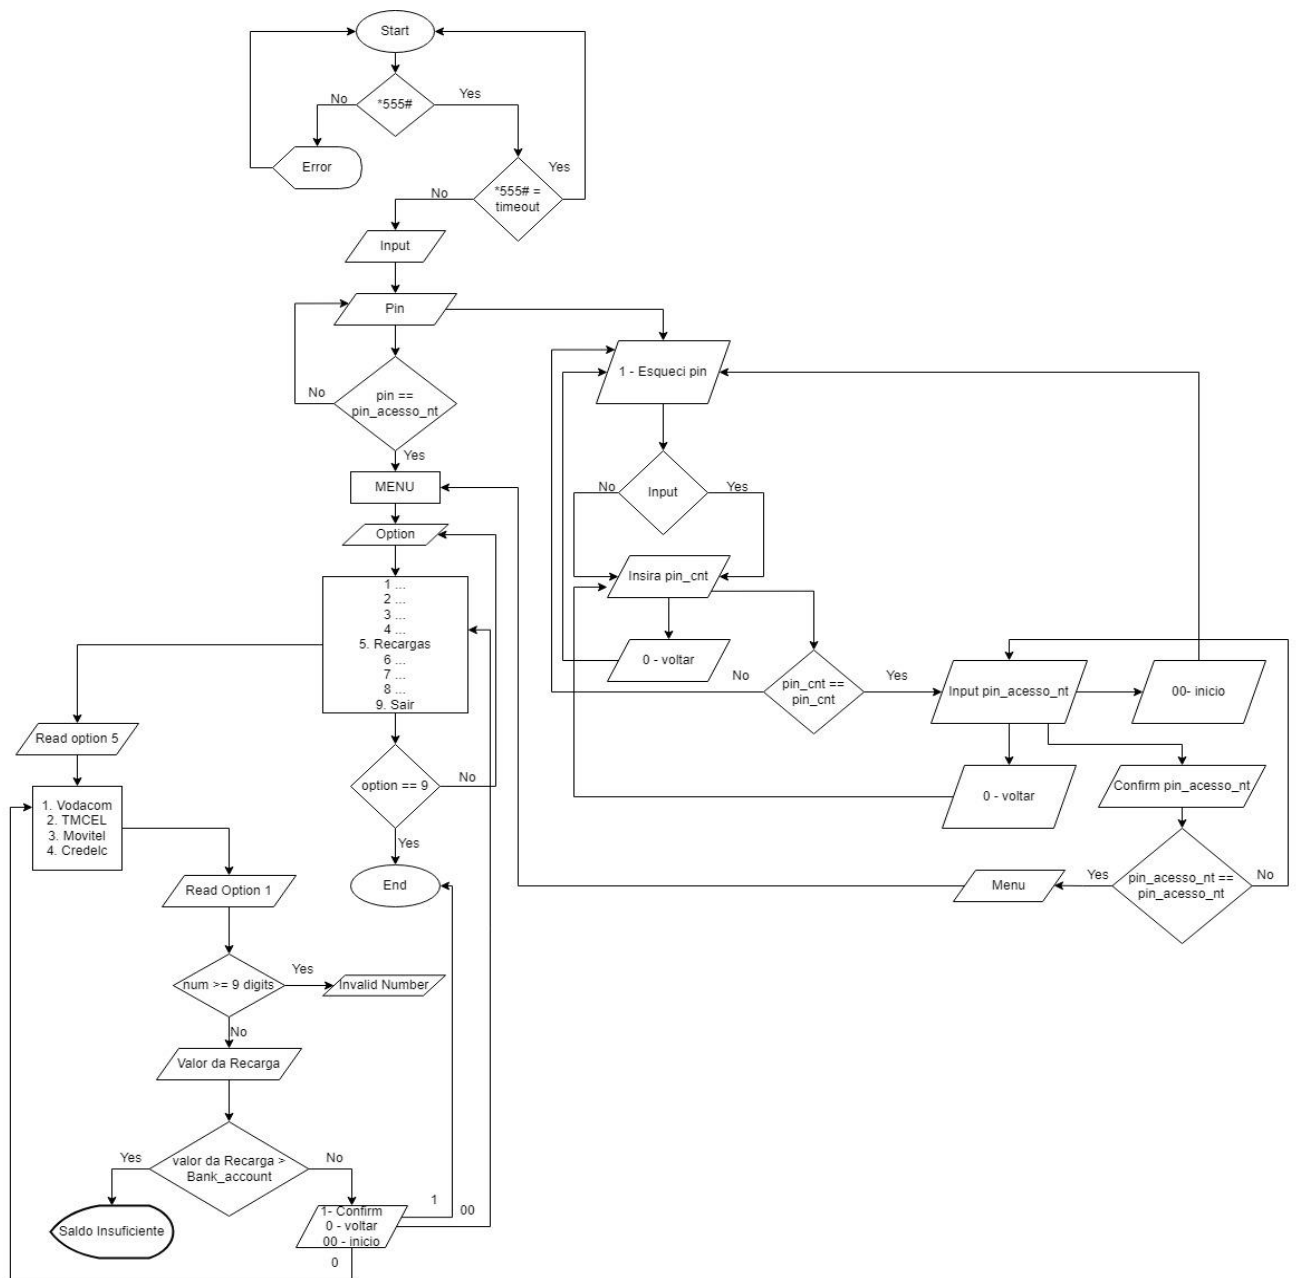 Start
*555#
No
Yes
Error
*555# =
timeout
Yes
No
Input
Pin
1 - Esqueci pin
pin ==
pin_acesso_nt
No
Yes
MENU
Option
1 ...
2 ...
3 ...
4 ...
5. Recargas
6 ...
7 ...
8 ...
9. Sair
Input
No
Yes
Insira pin_cnt
0 - voltar
pin_cnt ==
pin_cnt
No
Yes
Input pin_acesso_nt
00- inicio
0 - voltar
Confirm pin_acesso_nt
pin_acesso_nt ==
pin_acesso_nt
Yes
No
Menu
Read option 5
option == 9
No
Yes
End
1. Vodacom
2. TMCEL
3. Movitel
4. Credelc
Read Option 1
num >= 9 digits
Yes
Invalid Number
No
Valor da Recarga
valor da Recarga >
Bank_account
Yes
No
Saldo Insuficiente
1- Confirm
0 - voltar
00 - inicio
1
00
0